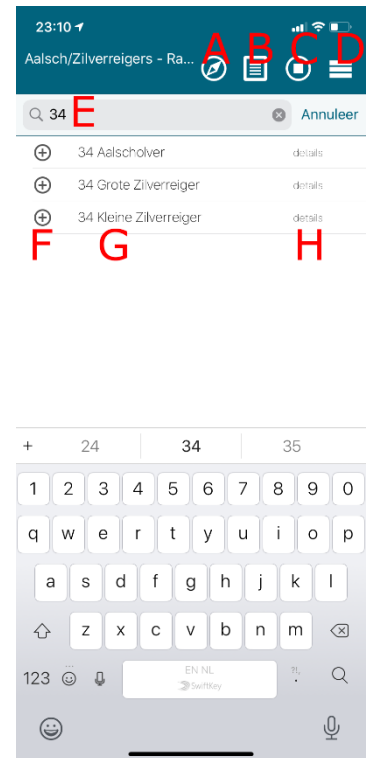 23:10
Aalsch/Zilverreigers - Ra...
A B C D
34 E Annuleer
34 Aalscholver details
34 Grote Zilverreiger details
34 Kleine Zilverreiger details
F G H
+ 24 34 35
1 2 3 4 5 6 7 8 9 0
q w e r t y u i o p
a s d f g h j k l
z x c v b n m
123 EN NL ?!, .
SwiftKey